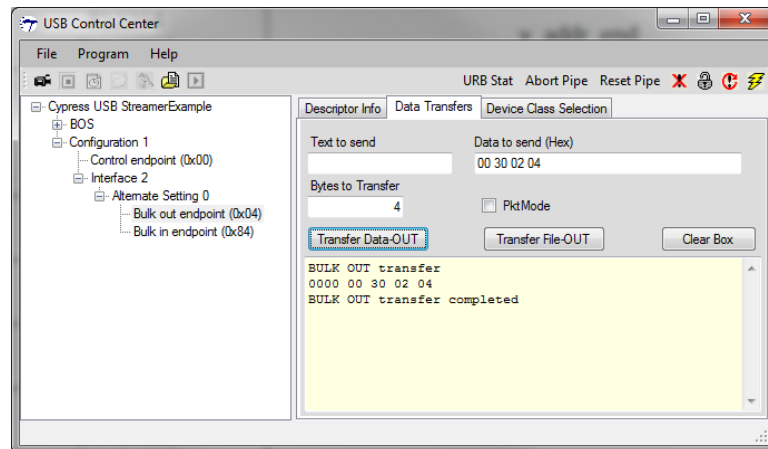 USB Control Center
File Program Help
URB Stat Abort Pipe Reset Pipe
Cypress USB StreamerExample
BOS
Configuration 1
Control endpoint (0x00)
Interface 2
Alternate Setting 0
Bulk out endpoint (0x04)
Bulk in endpoint (0x84)
Descriptor Info Data Transfers Device Class Selection
Text to send Data to send (Hex)
00 30 02 04
Bytes to Transfer
4 PktMode
Transfer Data-OUT Transfer File-OUT Clear Box
BULK OUT transfer
0000 00 30 02 04
BULK OUT transfer completed